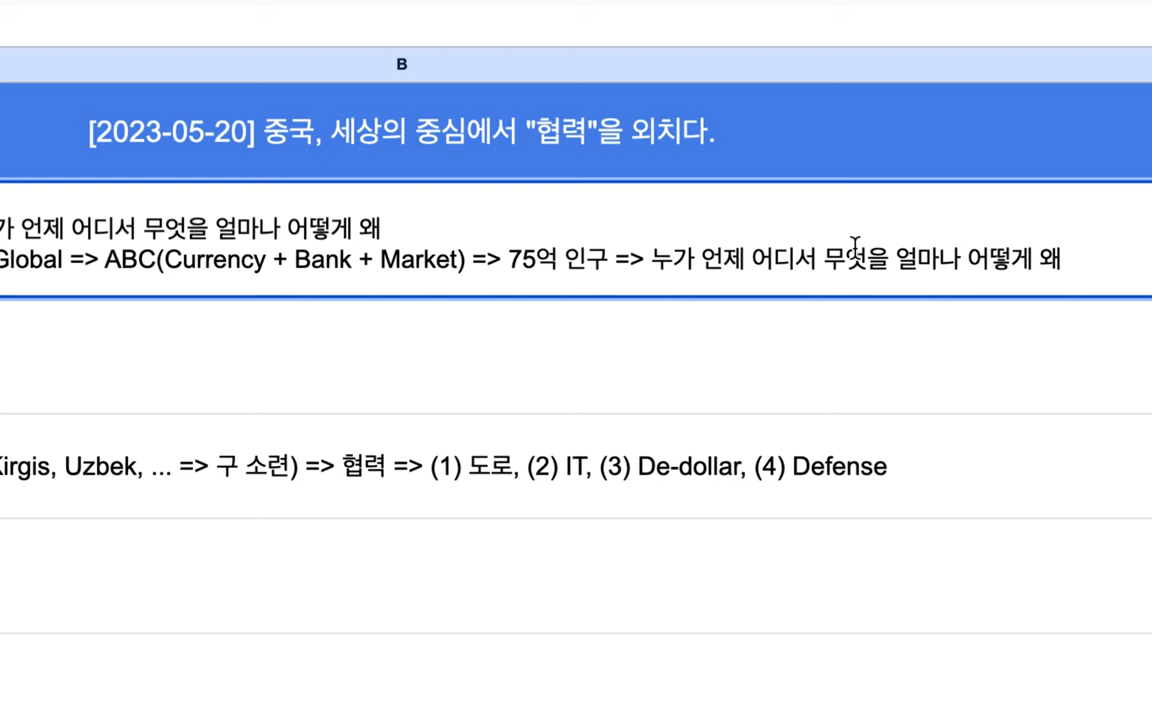 B
[2023-05-20] 중국, 세상의 중심에서 "협력"을 외치다.
가 언제 어디서 무엇을 얼마나 어떻게 왜
Global => ABC(Currency + Bank + Market) => 75억 인구 => 누가 언제 어디서 무엇을 얼마나 어떻게 왜
Kirgis, Uzbek, ... => 구 소련) => 협력 => (1) 도로, (2) IT, (3) De-dollar, (4) Defense